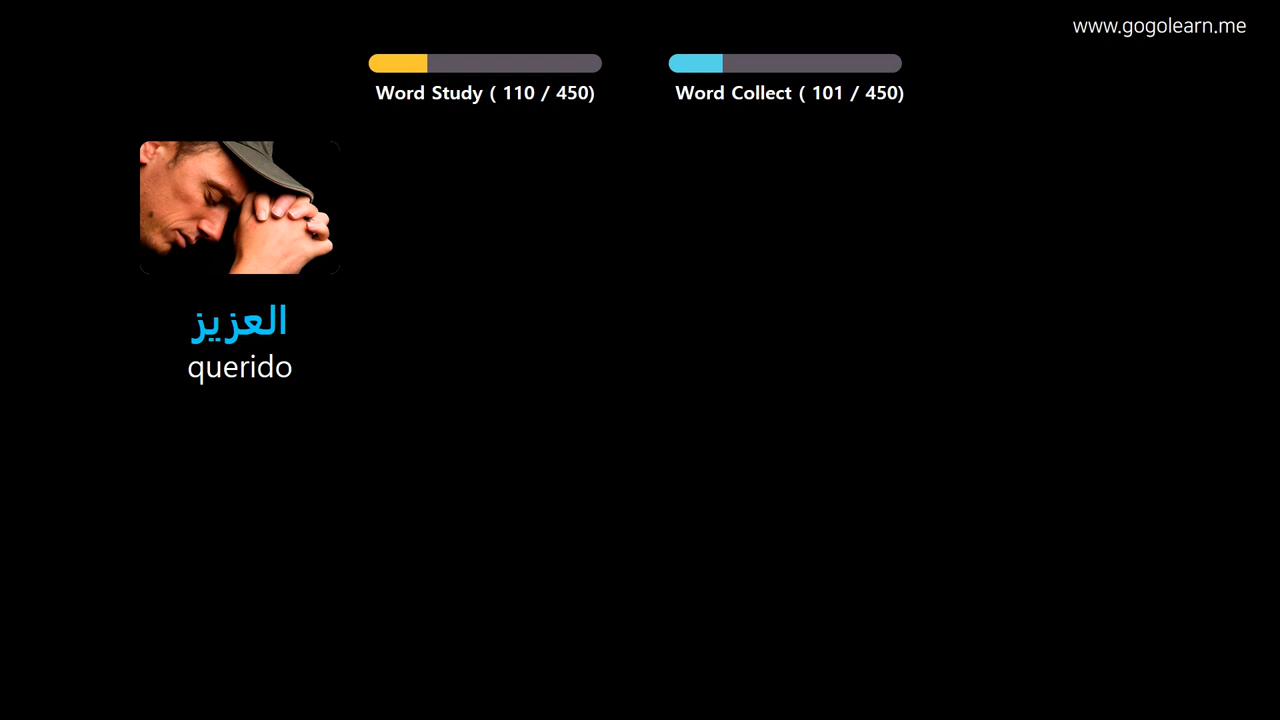 www.gogolearn.me
Word Study ( 110 / 450)
Word Collect ( 101 / 450)
العزيز
querido